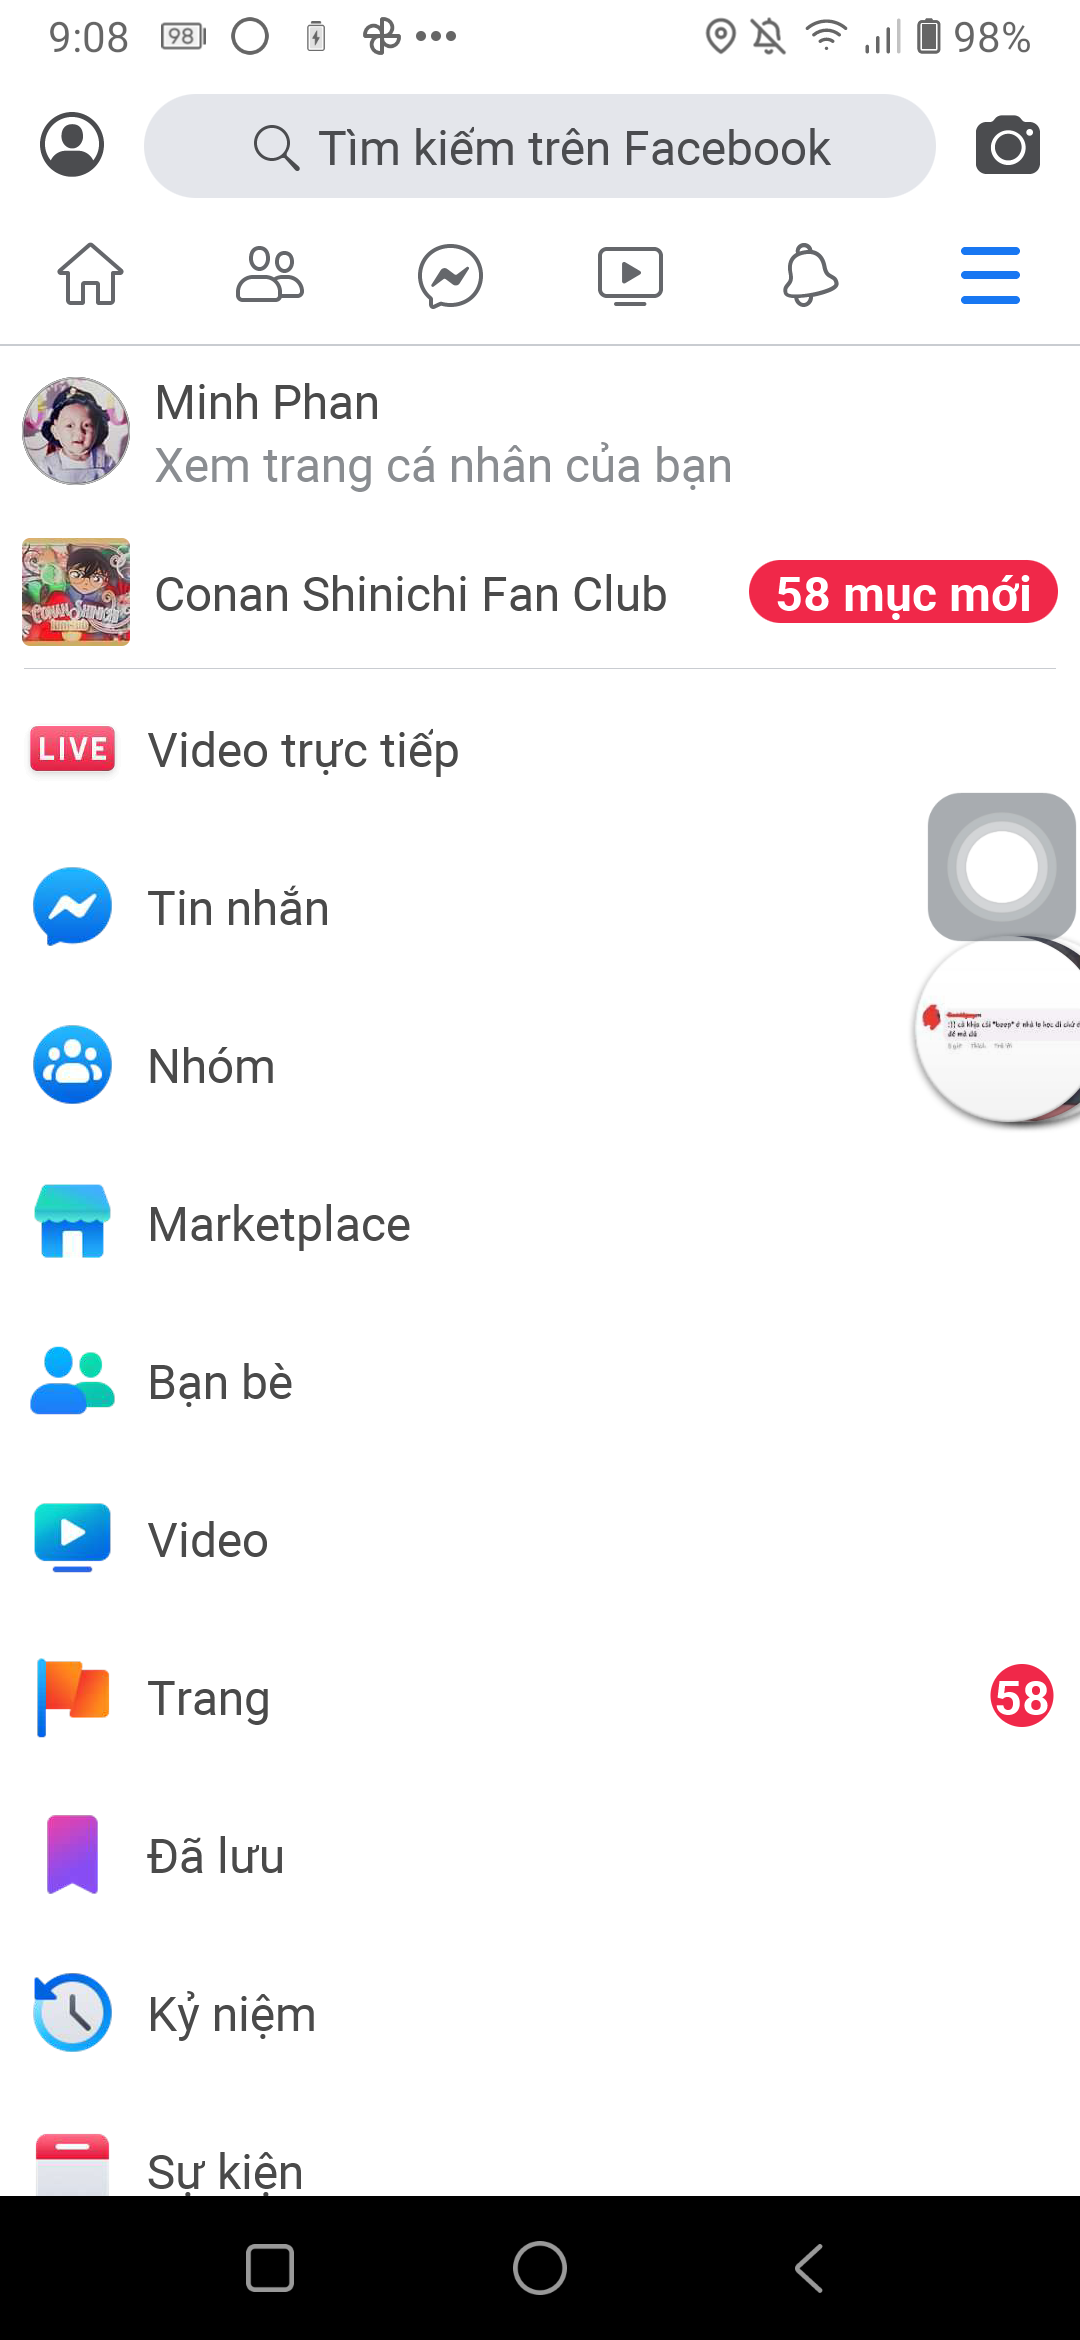 9:08 98 98%
Tìm kiếm trên Facebook
Minh Phan
Xem trang cá nhân của bạn
CONAN SHINICHI
Conan Shinichi Fan Club 58 mục mới
LIVE Video trực tiếp
Tin nhắn
Nhóm
Marketplace
Bạn bè
Video
Trang 58
Đã lưu
Kỷ niệm
Sự kiện